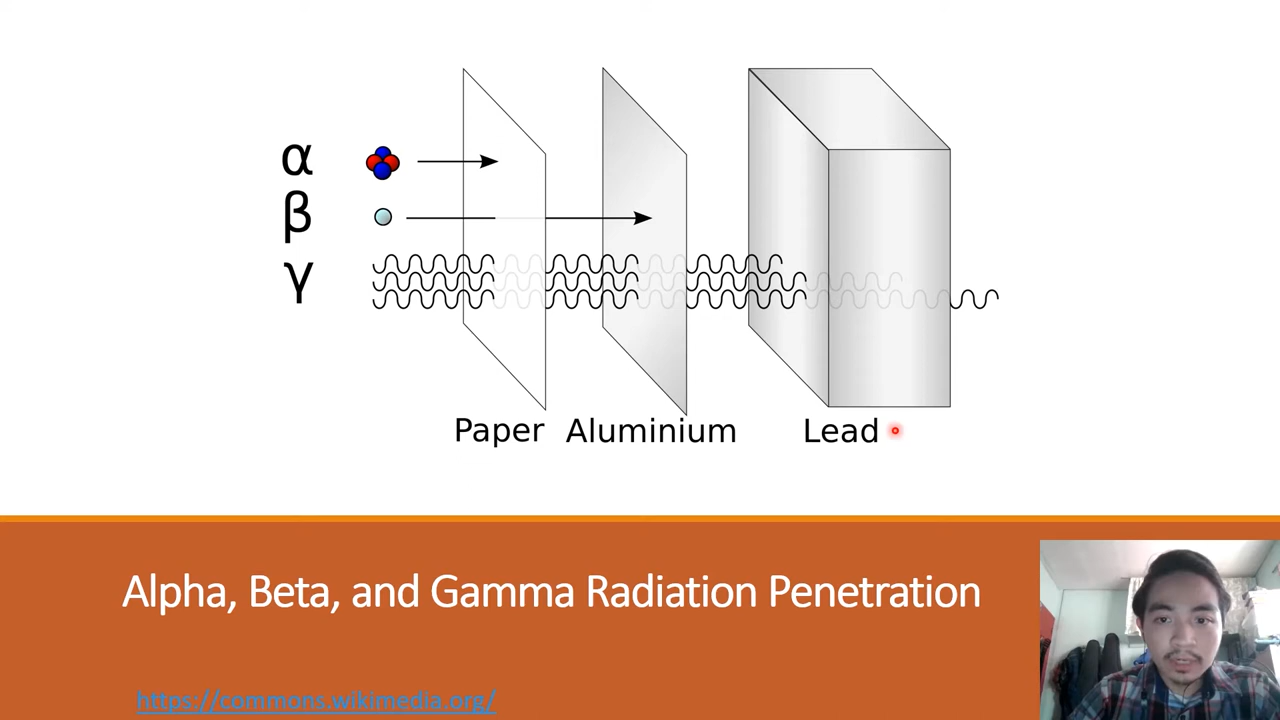 α
β
γ
Paper Aluminium Lead
Alpha, Beta, and Gamma Radiation Penetration
https://commons.wikimedia.org/